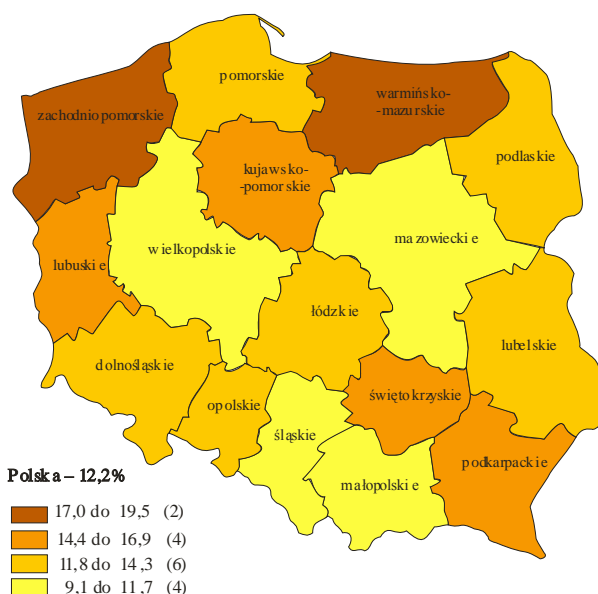 pomorskie
warmińsko-
-mazurskie
zachodniopomorskie
podlaskie
kujawsko-
-pomorskie
wielkopolskie
mazowieckie
lubuskie
łódzkie
lubelskie
dolnośląskie
opolskie
świętokrzyskie
śląskie
podkarpackie
małopolskie
Polska – 12,2%
17,0 do 19,5 (2)
14,4 do 16,9 (4)
11,8 do 14,3 (6)
9,1 do 11,7 (4)